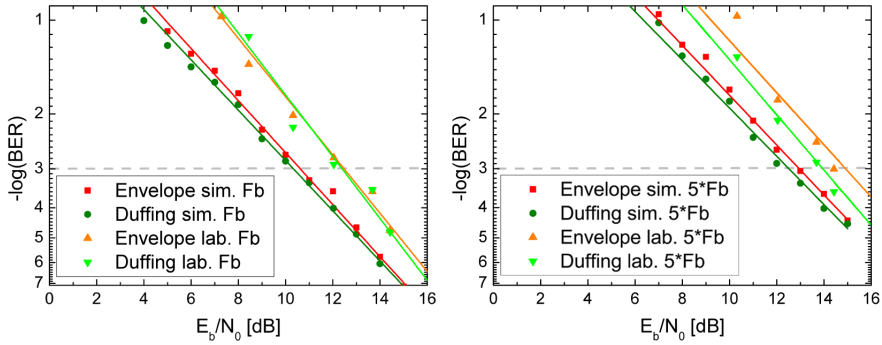 1
2
3
4
5
6
7
-log(BER)
Envelope sim. Fb
Duffing sim. Fb
Envelope lab. Fb
Duffing lab. Fb
0 2 4 6 8 10 12 14 16
E_b/N_0 [dB]
1
2
3
4
5
6
7
-log(BER)
Envelope sim. 5*Fb
Duffing sim. 5*Fb
Envelope lab. 5*Fb
Duffing lab. 5*Fb
0 2 4 6 8 10 12 14 16
E_b/N_0 [dB]